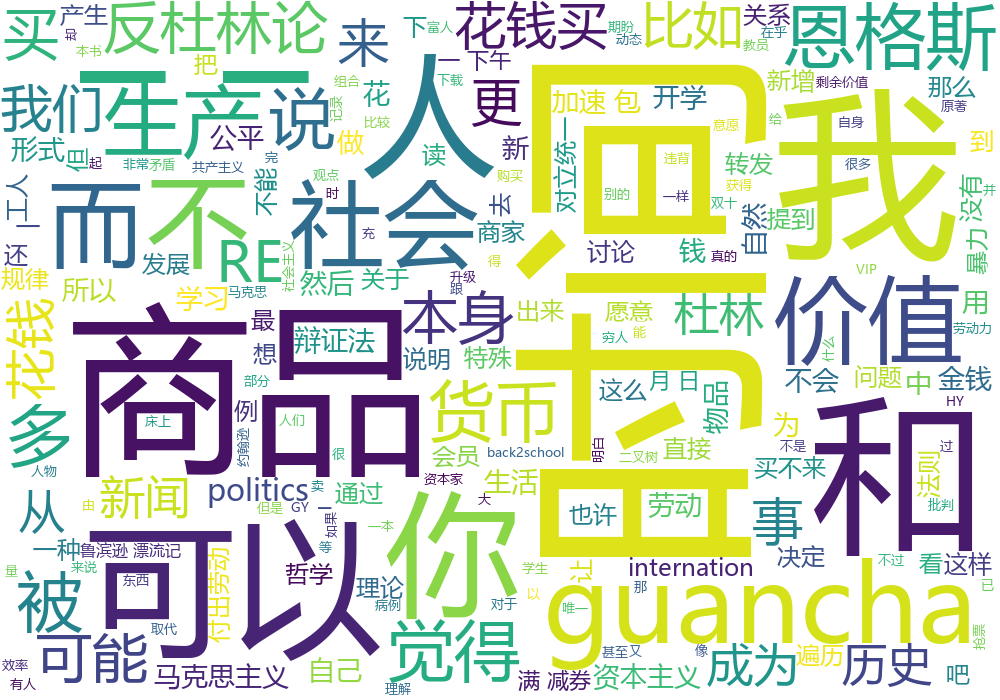 买
产生
本书
反杜林论
来
下
富人
一 下午
花钱买
期盼
动态
比如
在乎
教员
关系
恩格斯
把
组合
下载
我们
生产
说
记录
花
比较
更
加速 包
开学
新增
剩余价值
那么
原著
我
形式
但
起
非常
矛盾
共产主义
公平
做
完
读
新
意愿
给
自身
到
人
而
不
不能
观点
时
社会
购买
去
对立统一
别的
违背
一样
转发
获得
双十一
很多
自然
提到
没有
并
工人
还
发展
RE
充
商家
讨论
钱
真的
暴力
规律
所以
学习
马克思
社会主义
然后
关于
升级
跟
得
VIP
价值
用
花钱
商品
最
想
辩证法
本身
说明
特殊
出来
愿意
杜林
穷人
能
什么
劳动力
多
床上
部分
例
人们
约翰逊
很
货币
会员
这么
月 日
物品
不会
问题
中
金钱
和
HY
人物
新闻
由
politics
卖
通过
资本家
back2school
大
生活
明白
二叉树
直接
为
买不来
不是
过
法则
批判
从
一种
鲁滨逊 漂流记
可以
但是
GY
如果
一本
你
也许
劳动
事
量
来说
东西
被
付出劳动
哲学
等
理论
学生
让
internation
决定
不过
看
这样
取代
病例
对于
以
唯一
那
guancha
已
抢票
可能
效率
有人
马克思主义
自己
理解
觉得
满 减券
甚至
又
资本主义
像
成为
遍历
历史
吧